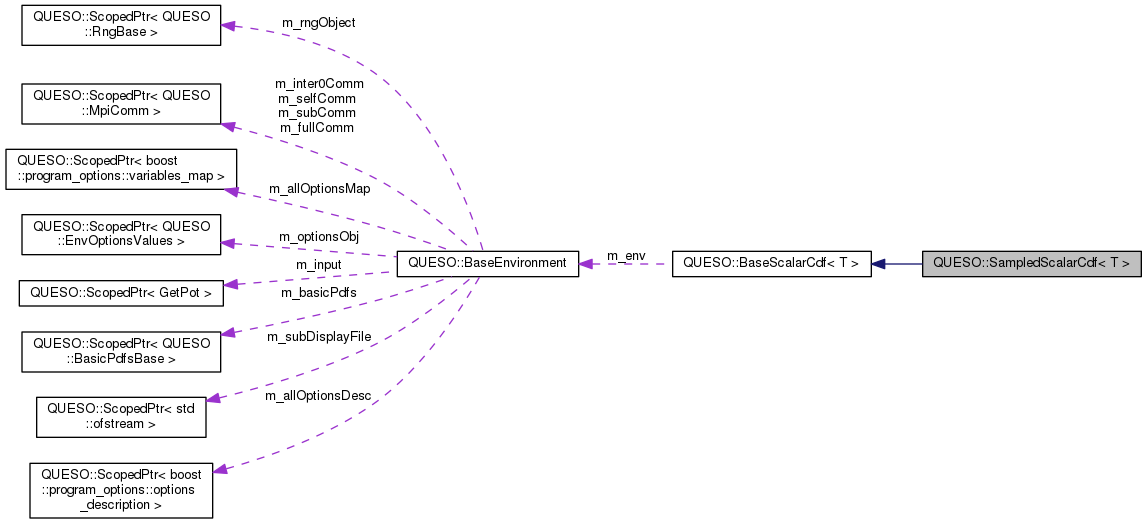 QUESO::ScopedPtr< QUESO
::RngBase >
m_rngObject
QUESO::ScopedPtr< QUESO
::MpiComm >
m_inter0Comm
m_selfComm
m_subComm
m_fullComm
QUESO::ScopedPtr< boost
::program_options::variables_map >
m_allOptionsMap
QUESO::ScopedPtr< QUESO
::EnvOptionsValues >
m_optionsObj
QUESO::ScopedPtr< GetPot >
m_input
QUESO::ScopedPtr< QUESO
::BasicPdfsBase >
m_basicPdfs
QUESO::ScopedPtr< std
::ofstream >
m_subDisplayFile
QUESO::ScopedPtr< boost
::program_options::options
_description >
m_allOptionsDesc
QUESO::BaseEnvironment
m_env
QUESO::BaseScalarCdf< T >
QUESO::SampledScalarCdf< T >